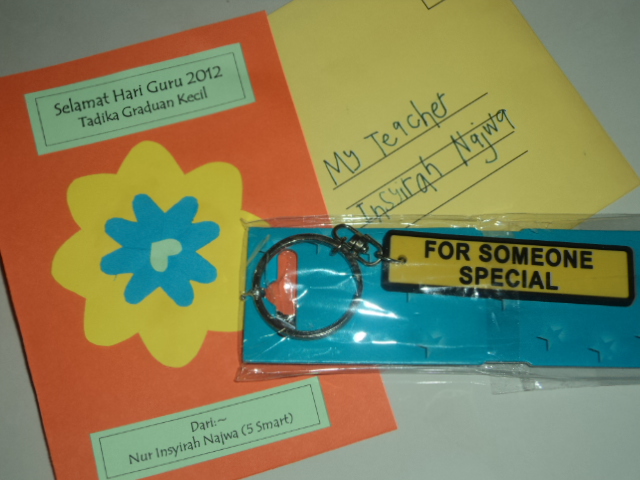 Selamat Hari Guru 2012
Tadika Graduan Kecil
My Teacher
Insyirah Najwa
FOR SOMEONE
SPECIAL
Dari:~
Nur Insyirah Najwa (5 Smart)